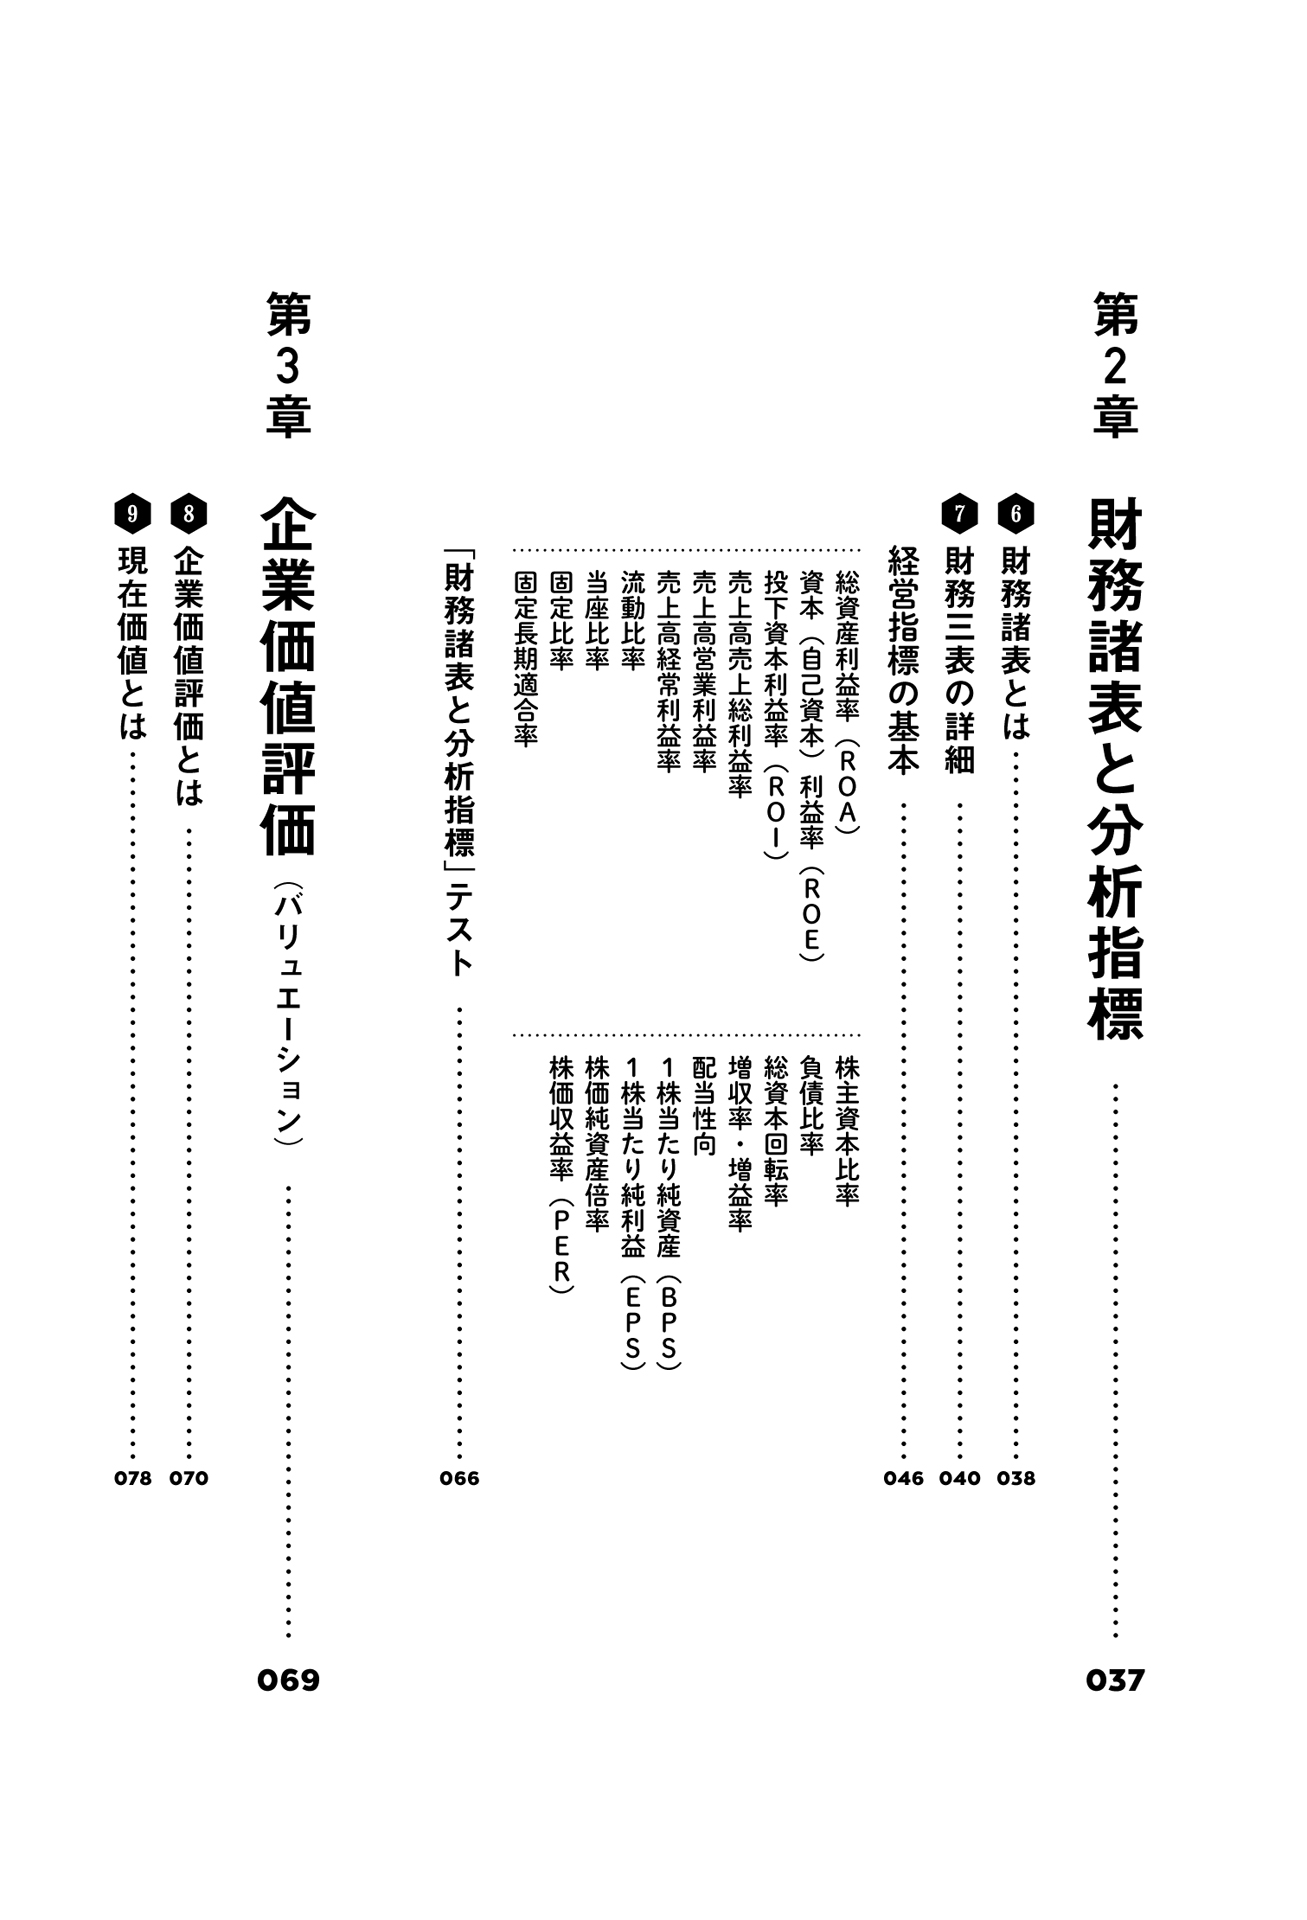 第2章 財務諸表と分析指標 037
6 財務諸表とは 038
7 財務三表の詳細 040
経営指標の基本 046
総資産利益率（ROA）
資本（自己資本）利益率（ROE）
投下資本利益率（ROI）
売上高売上総利益率
売上高営業利益率
売上高経常利益率
流動比率
当座比率
固定比率
固定長期適合率
株主資本比率
負債比率
総資本回転率
増収率・増益率
配当性向
1株当たり純資産（BPS）
1株当たり純利益（EPS）
株価純資産倍率
株価収益率（PER）
「財務諸表と分析指標」テスト 066
第3章 企業価値評価（バリュエーション） 069
8 企業価値評価とは 070
9 現在価値とは 078